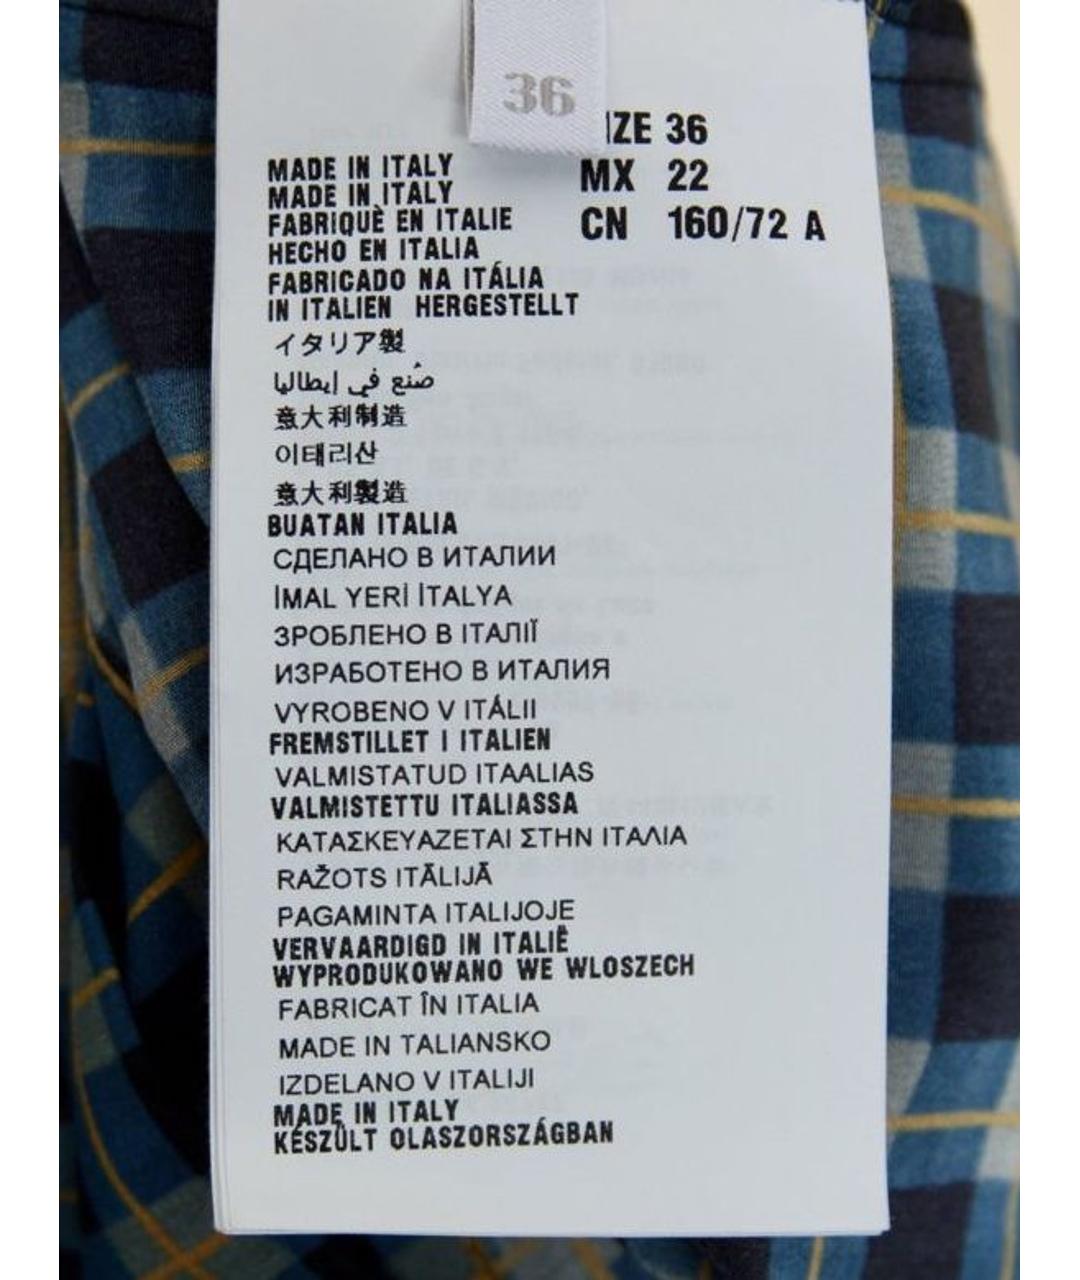 36
SIZE 36
MX 22
CN 160/72 A
MADE IN ITALY
MADE IN ITALY
FABRIQUÈ EN ITALIE
HECHO EN ITALIA
FABRICADO NA ITÁLIA
IN ITALIEN HERGESTELLT
イタリア製
صُنع في إيطاليا
意大利制造
이태리산
意大利製造
BUATAN ITALIA
СДЕЛАНО В ИТАЛИИ
İMAL YERİ İTALYA
ЗРОБЛЕНО В ІТАЛІЇ
ИЗРАБОТЕНО В ИТАЛИЯ
VYROBENO V ITÁLII
FREMSTILLET I ITALIEN
VALMISTATUD ITAALIAS
VALMISTETTU ITALIASSA
ΚΑΤΑΣΚΕΥΑΖΕΤΑΙ ΣΤΗΝ ΙΤΑΛΙΑ
RAŽOTS ITĀLIJĀ
PAGAMINTA ITALIJOJE
VERVAARDIGD IN ITALIË
WYPRODUKOWANO WE WLOSZECH
FABRICAT ÎN ITALIA
MADE IN TALIANSKO
IZDELANO V ITALIJI
MADE IN ITALY
KÉSZÜLT OLASZORSZÁGBAN